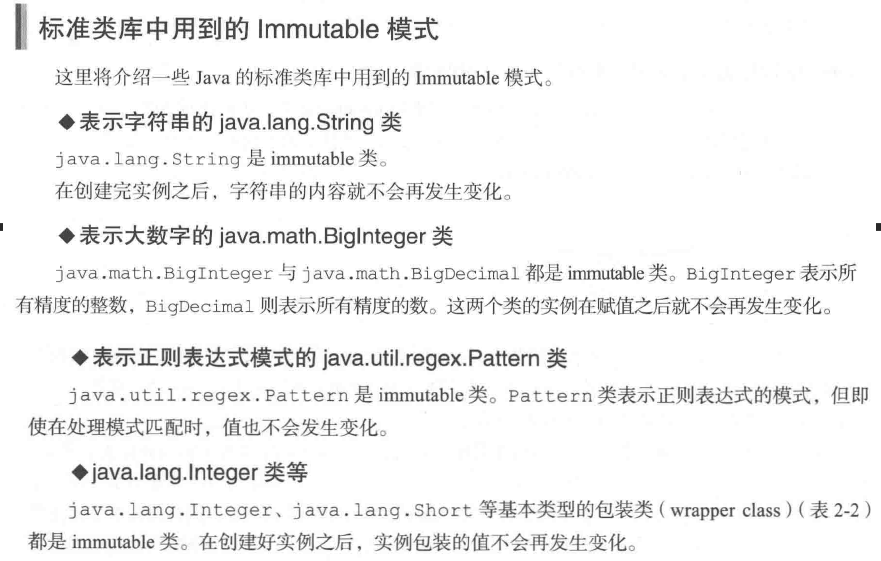 标准类库中用到的 Immutable 模式
这里将介绍一些 Java 的标准类库中用到的 Immutable 模式。
◆表示字符串的 java.lang.String 类
java.lang.String 是 immutable 类。
在创建完实例之后，字符串的内容就不会再发生变化。
◆表示大数字的 java.math.BigInteger 类
java.math.BigInteger 与 java.math.BigDecimal 都是 immutable 类。BigInteger 表示所
有精度的整数，BigDecimal 则表示所有精度的数。这两个类的实例在赋值之后就不会再发生变化。
◆表示正则表达式模式的 java.util.regex.Pattern 类
java.util.regex.Pattern 是 immutable 类。Pattern 类表示正则表达式的模式，但即
使在处理模式匹配时，值也不会发生变化。
◆java.lang.Integer 类等
java.lang.Integer、java.lang.Short 等基本类型的包装类（wrapper class）（表 2-2）
都是 immutable 类。在创建好实例之后，实例包装的值不会再发生变化。